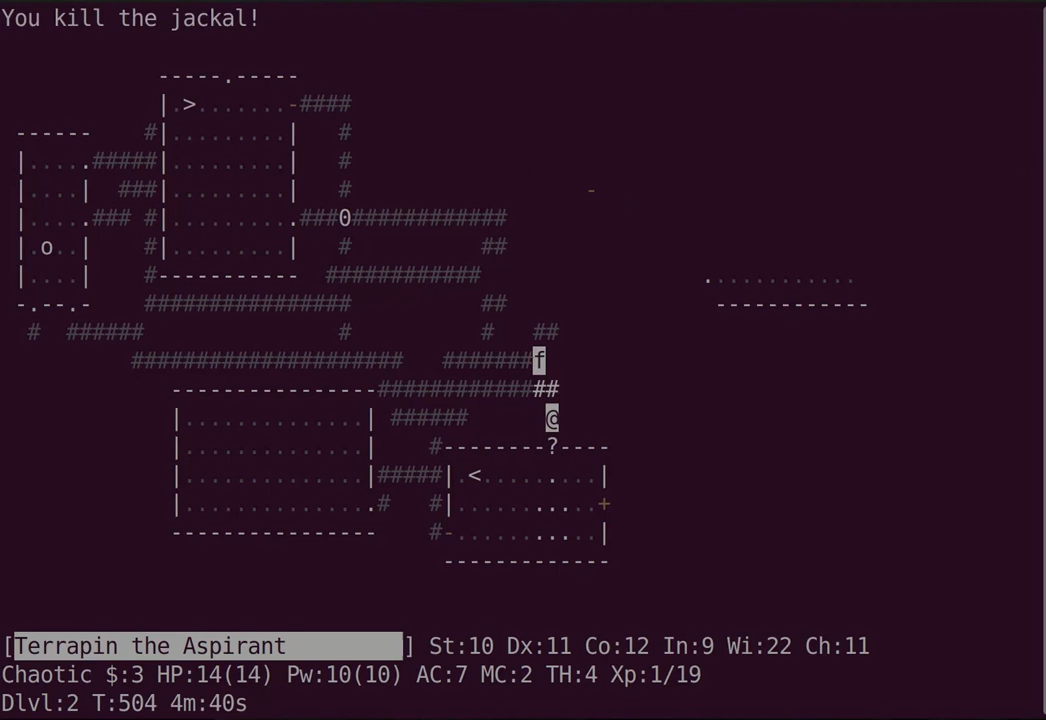 You kill the jackal!
-----.-----
|.>.......-####
------ #|.........| #
|.....#####|.........| #
|....| ###|.........| # -
|.....### #|..........###0############
|.o..| #|.........| # ##
|....| #----------- ############ ............
-.--.- ################ ## ------------
# ###### # # ##
##################### #######f
----------------##############
|..............| ###### @
|..............| #--------?----
|..............|#####|.<.........|
|...............# #|...........+
---------------- #-...........|
-------------
[Terrapin the Aspirant ] St:10 Dx:11 Co:12 In:9 Wi:22 Ch:11
Chaotic $:3 HP:14(14) Pw:10(10) AC:7 MC:2 TH:4 Xp:1/19
Dlvl:2 T:504 4m:40s